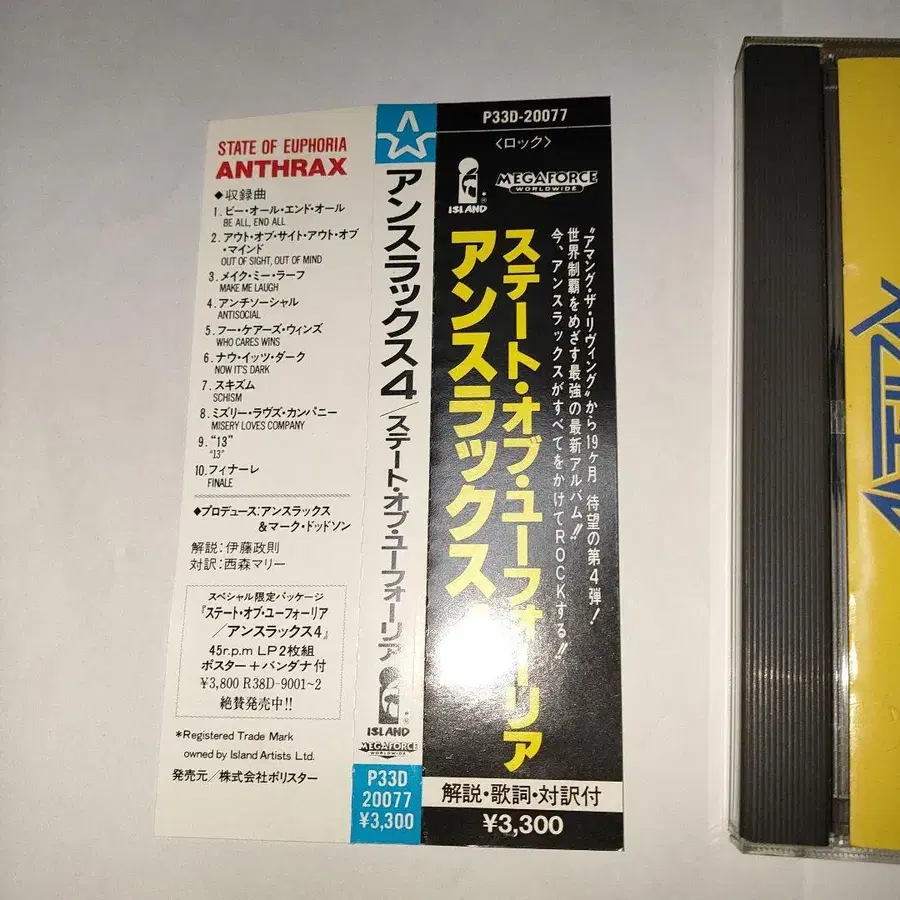 STATE OF EUPHORIA
ANTHRAX
◆収録曲
1. ビー・オール・エンド・オール
BE ALL, END ALL
2. アウト・オブ・サイト・アウト・オブ
・マインド
OUT OF SIGHT, OUT OF MIND
3. メイク・ミー・ラーフ
MAKE ME LAUGH
4. アンチソーシャル
ANTISOCIAL
5. フー・ケアーズ・ウィンズ
WHO CARES WINS
6. ナウ・イッツ・ダーク
NOW IT'S DARK
7. スキズム
SCHISM
8. ミズリー・ラヴズ・カンパニー
MISERY LOVES COMPANY
9. “13”
“13”
10. フィナーレ
FINALE
◆プロデュース:アンスラックス
&マーク・ドッドソン
解説:伊藤政則
対訳:西森マリー
スペシャル限定パッケージ
『ステート・オブ・ユーフォーリア
/アンスラックス4』
45r.p.m LP2枚組
ポスター+バンダナ付
¥3,800 R38D-9001~2
絶賛発売中!!
*Registered Trade Mark
owned by Island Artists Ltd.
発売元/株式会社ポリスター
アンスラックス4/ステート・オブ・ユーフォーリア
ISLAND
MEGAFORCE
WORLDWIDE
P33D
20077
¥3,300
P33D-20077
〈ロック〉
ISLAND
MEGAFORCE
WORLDWIDE
“アマング・ザ・リヴィング”から19ヶ月 待望の第4弾!
世界制覇をめざす最強の最新アルバム!!
今、アンスラックスがすべてをかけてROCKする!!
ステート・オブ・ユーフォーリア
アンスラックス
解説・歌詞・対訳付
¥3,300